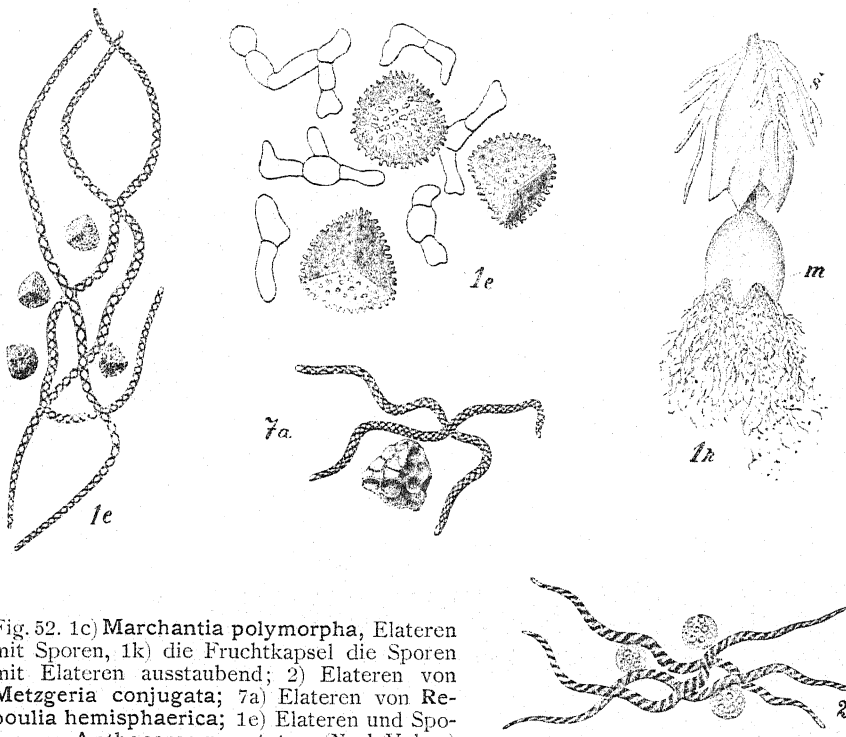 s.
1e
m
7a.
1k
1e
2
Fig. 52. 1c) Marchantia polymorpha, Elateren
mit Sporen, 1k) die Fruchtkapsel die Sporen
mit Elateren ausstaubend; 2) Elateren von
Metzgeria conjugata; 7a) Elateren von Re-
boulia hemisphaerica; 1e) Elateren und Spo-